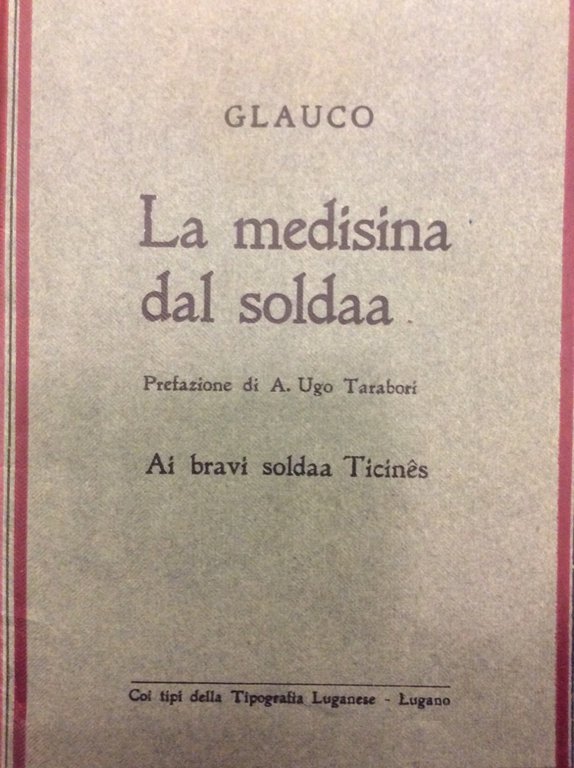 GLAUCO
La medisina
dal soldaa
Prefazione di A. Ugo Tarabori
Ai bravi soldaa Ticinês
Coi tipi della Tipografia Luganese - Lugano